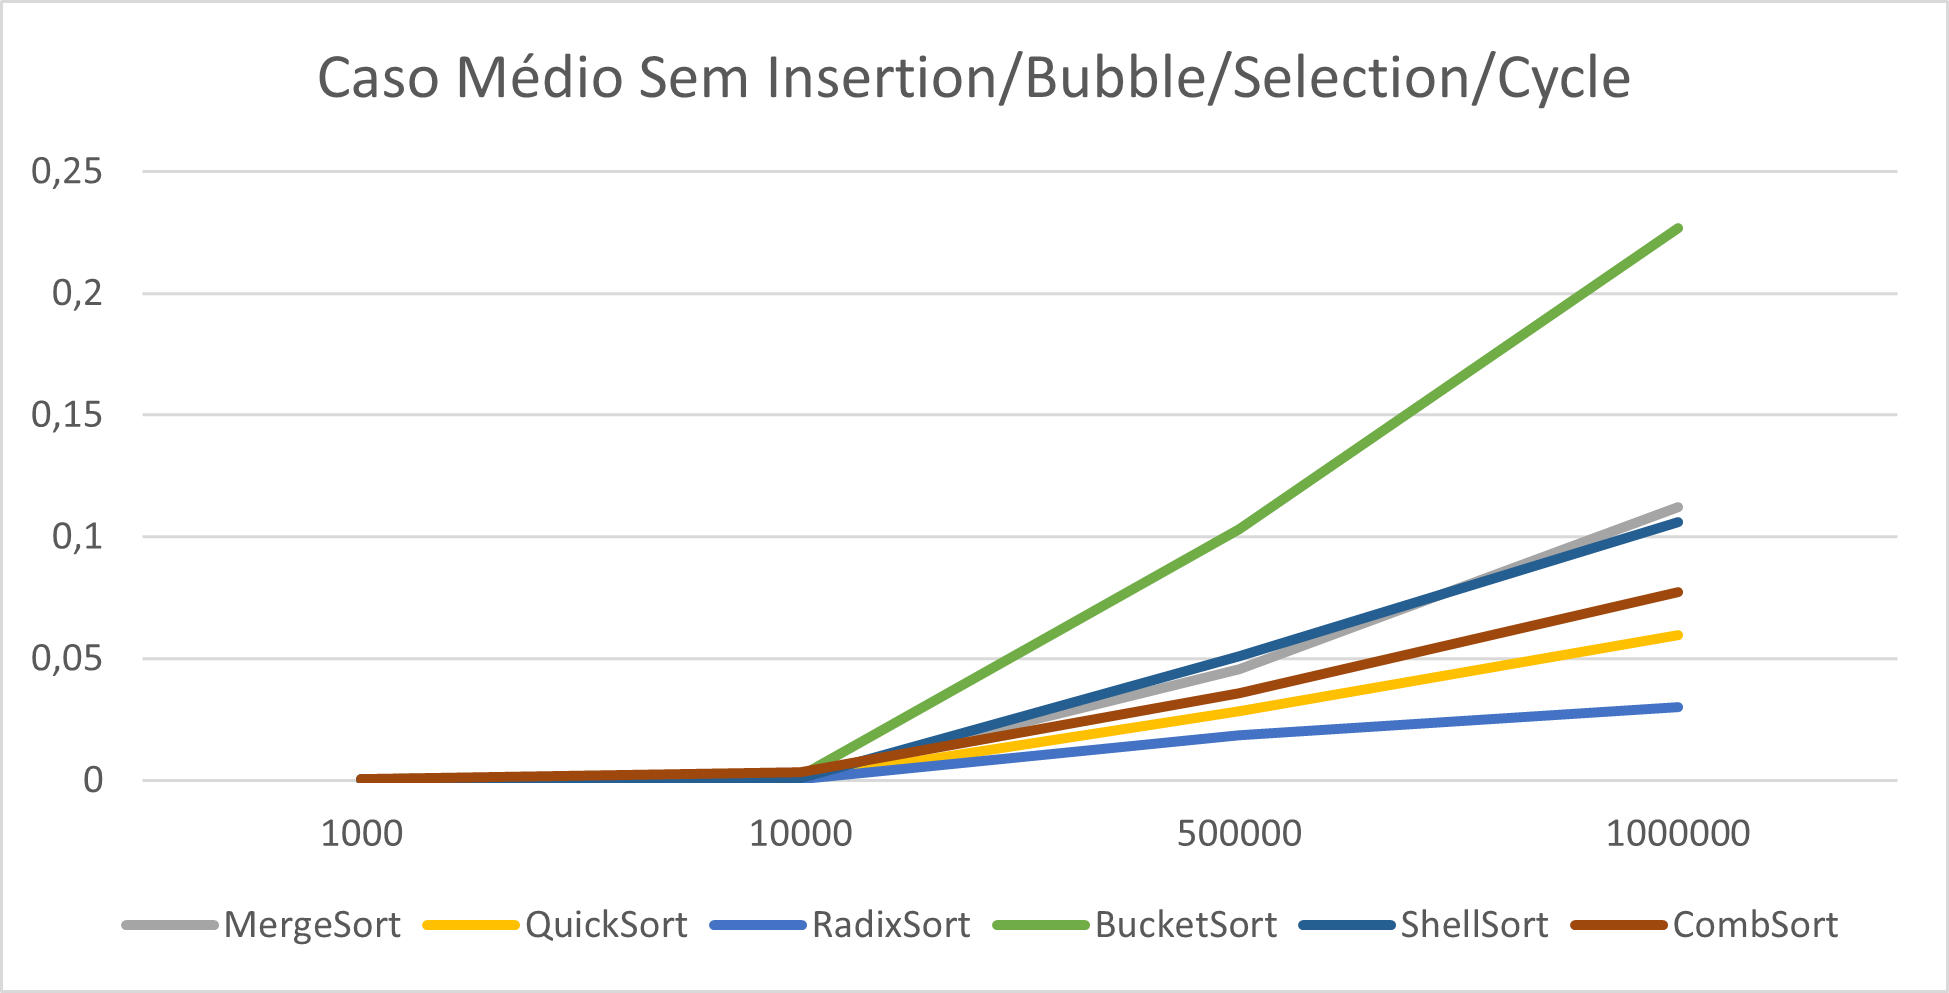 Caso Médio Sem Insertion/Bubble/Selection/Cycle
0,25
0,2
0,15
0,1
0,05
0
1000 10000 500000 1000000
MergeSort QuickSort RadixSort BucketSort ShellSort CombSort